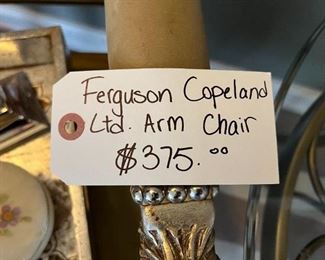 Ferguson Copeland
Ltd. Arm Chair
$375.00